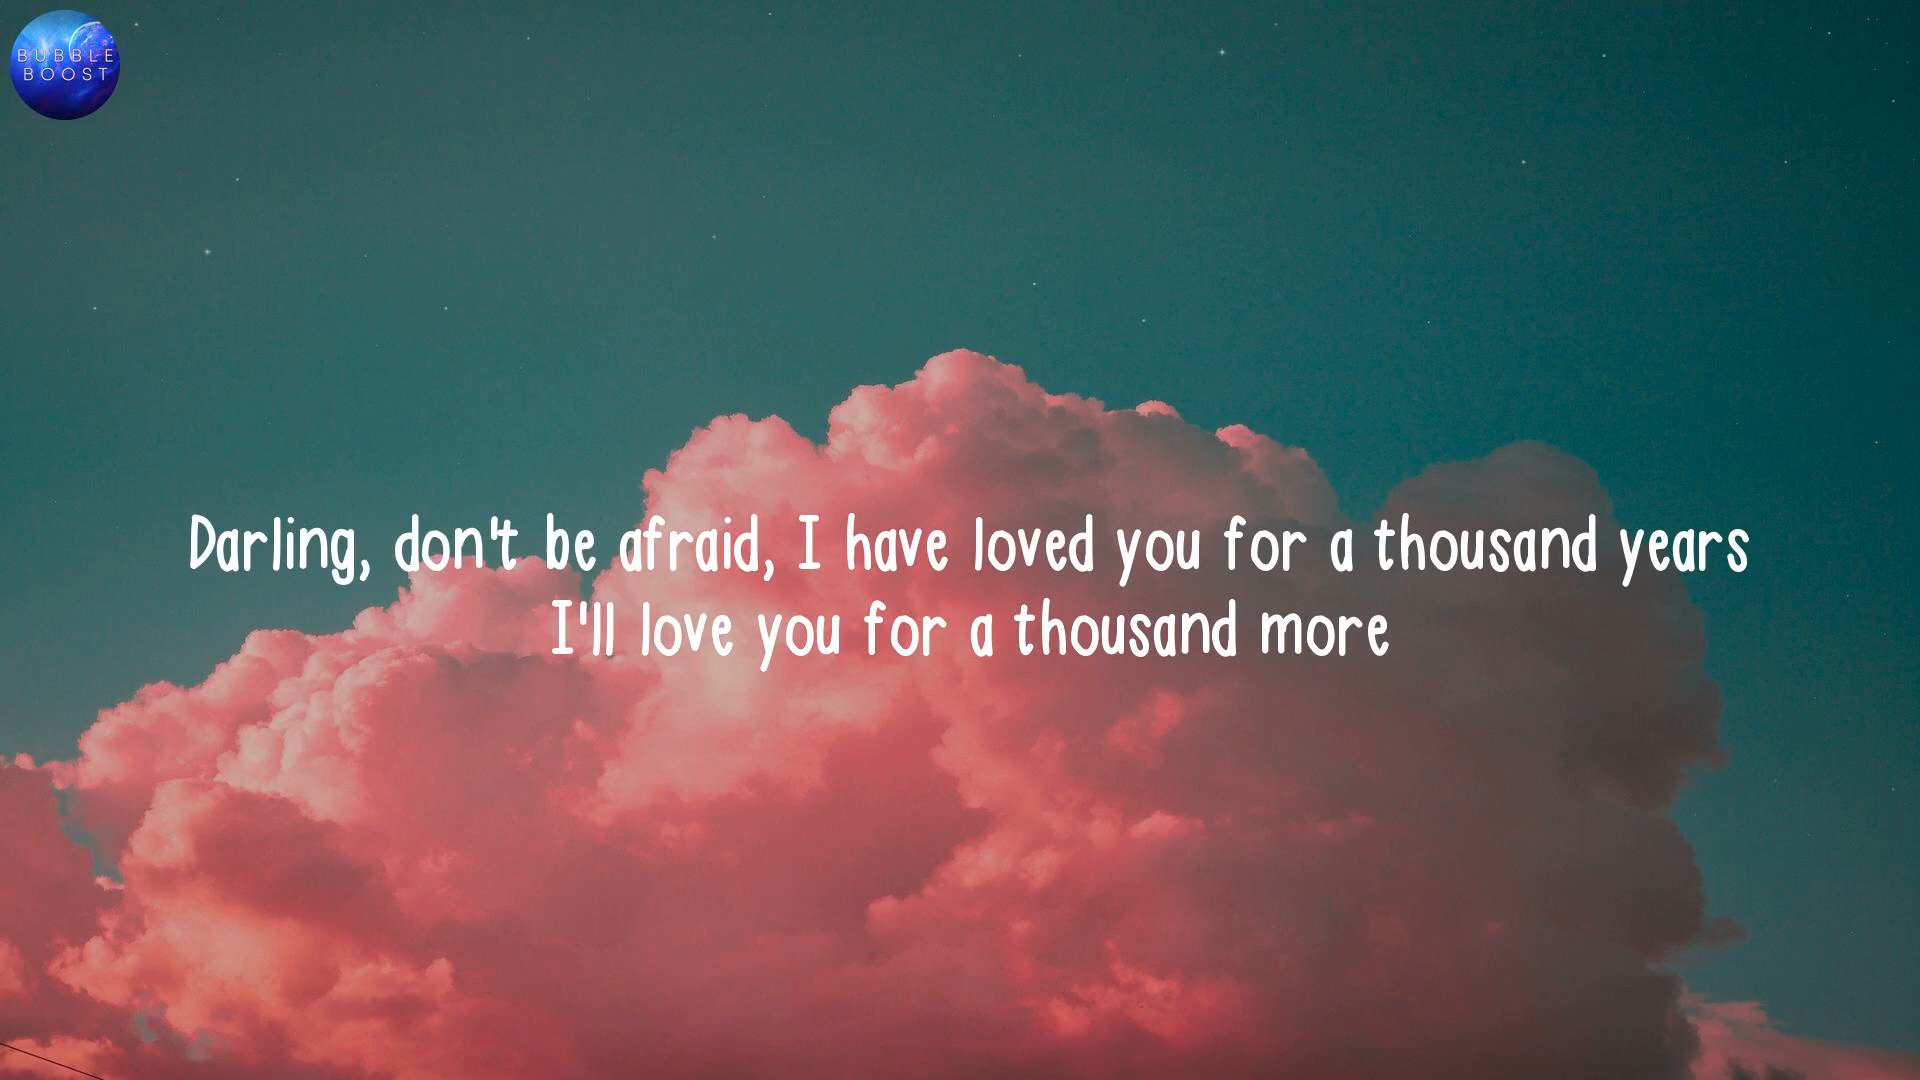 BUBBLE
BOOST
Darling, don't be afraid, I have loved you for a thousand years
I'll love you for a thousand more